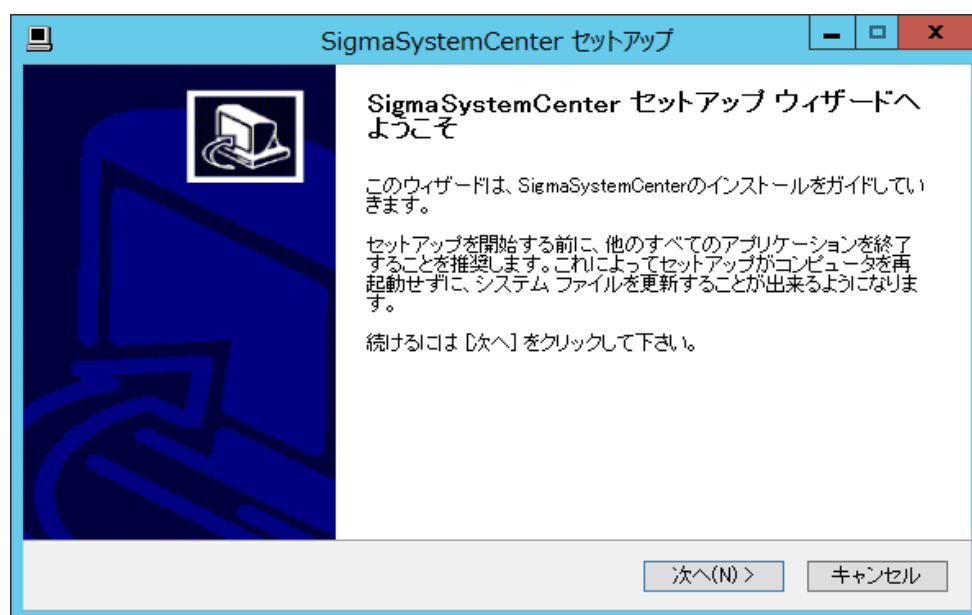 SigmaSystemCenter セットアップ
SigmaSystemCenter セットアップ ウィザードへ
ようこそ
このウィザードは、SigmaSystemCenterのインストールをガイドしてい
きます。
セットアップを開始する前に、他のすべてのアプリケーションを終了
することを推奨します。これによってセットアップがコンピュータを再
起動せずに、システム ファイルを更新することが出来るようになりま
す。
続けるには [次へ] をクリックして下さい。
次へ(N) >
キャンセル